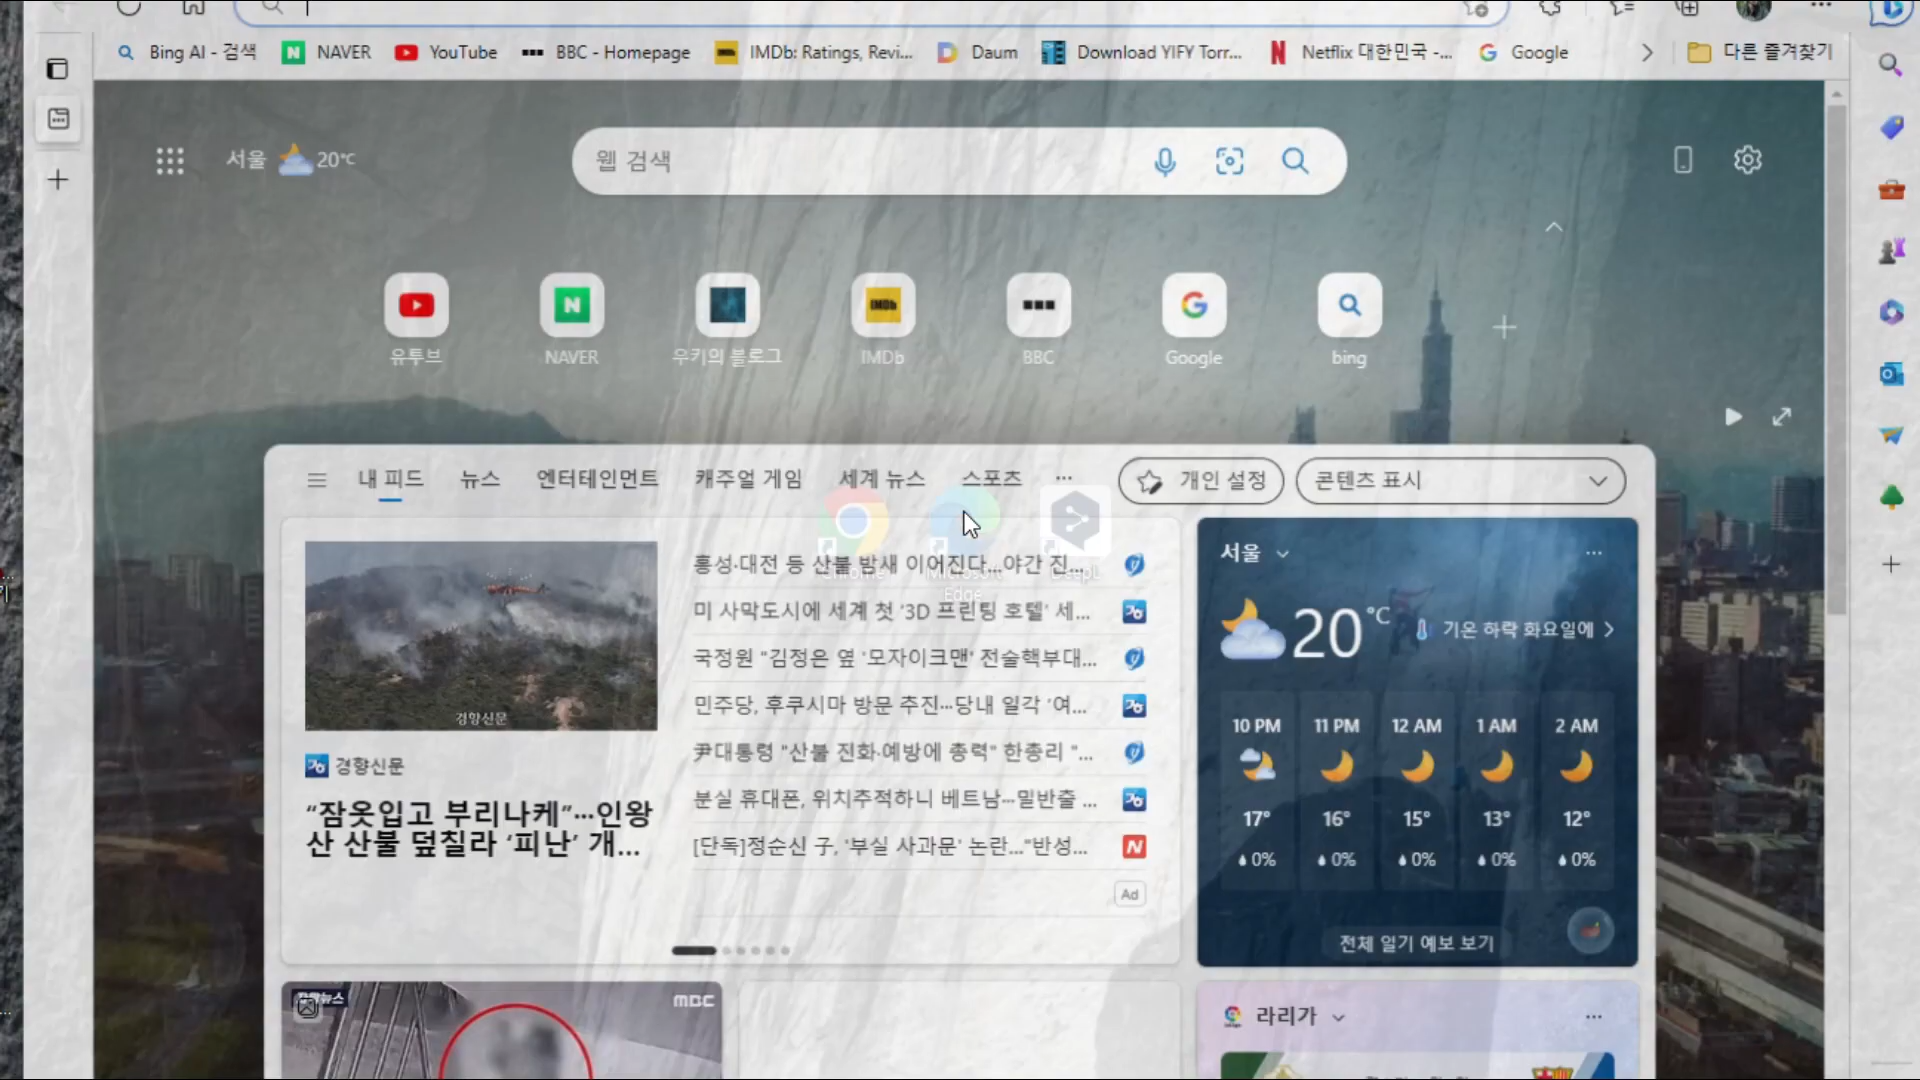 Bing AI - 검색 NAVER YouTube BBC - Homepage IMDb: Ratings, Revi... Daum Download YIFY Torr... Netflix 대한민국 -... Google 다른 즐겨찾기
서울 20°C
웹 검색
유투브 NAVER 우키의 블로그 IMDb BBC Google bing
내 피드 뉴스 엔터테인먼트 캐주얼 게임 세계 뉴스 스포츠 ... 개인 설정 콘텐츠 표시
Chrome Microsoft Edge DeepL
경향신문
경향신문
“잠옷입고 부리나케”…인왕
산 산불 덮칠라 ‘피난’ 개...
홍성·대전 등 산불 밤새 이어진다...야간 진...
미 사막도시에 세계 첫 '3D 프린팅 호텔' 세...
국정원 "김정은 옆 '모자이크맨' 전술핵부대...
민주당, 후쿠시마 방문 추진…당내 일각 '여...
尹대통령 "산불 진화·예방에 총력" 한총리 "...
분실 휴대폰, 위치추적하니 베트남…밀반출 ...
[단독]정순신 子, '부실 사과문' 논란..."반성...
Ad
서울
20°C
기온 하락 화요일에
10 PM 11 PM 12 AM 1 AM 2 AM
17° 16° 15° 13° 12°
0% 0% 0% 0% 0%
전체 일기 예보 보기
MBC
라리가